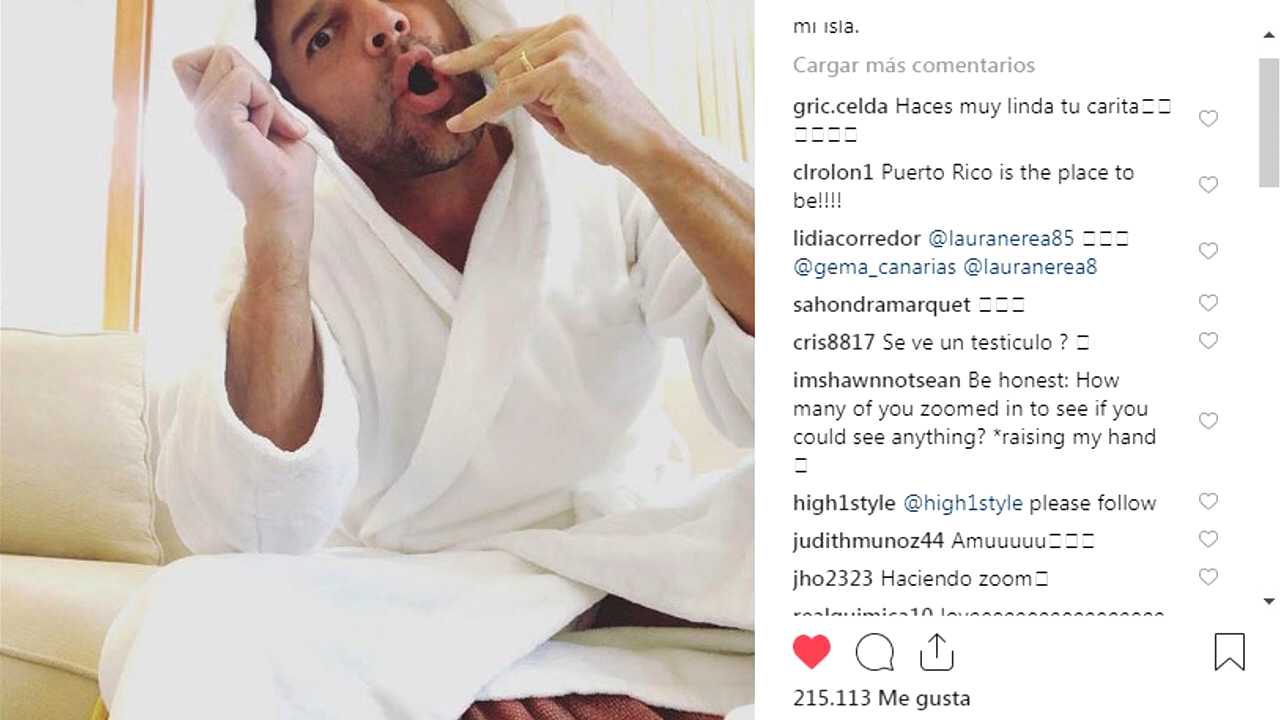 mi isla.
Cargar más comentarios
gric.celda Haces muy linda tu carita
clrolon1 Puerto Rico is the place to
be!!!!
lidiacorredor @lauranerea85
@gema_canarias @lauranerea8
sahondramarquet
cris8817 Se ve un testiculo ?
imshawnnotsean Be honest: How
many of you zoomed in to see if you
could see anything? *raising my hand
high1style @high1style please follow
judithmunoz44 Amuuuuu
jho2323 Haciendo zoom
realquimica10
215.113 Me gusta